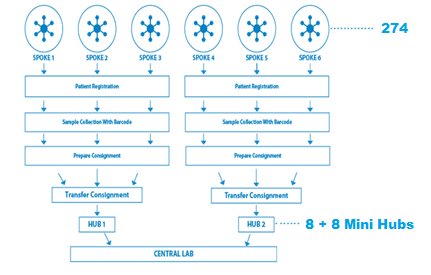 274
SPOKE 1 SPOKE 2 SPOKE 3 SPOKE 4 SPOKE 5 SPOKE 6
Patient Registration Patient Registration
Sample Collection With Barcode Sample Collection With Barcode
Prepare Consignment Prepare Consignment
Transfer Consignment Transfer Consignment
HUB 1 HUB 2 8 + 8 Mini Hubs
CENTRAL LAB